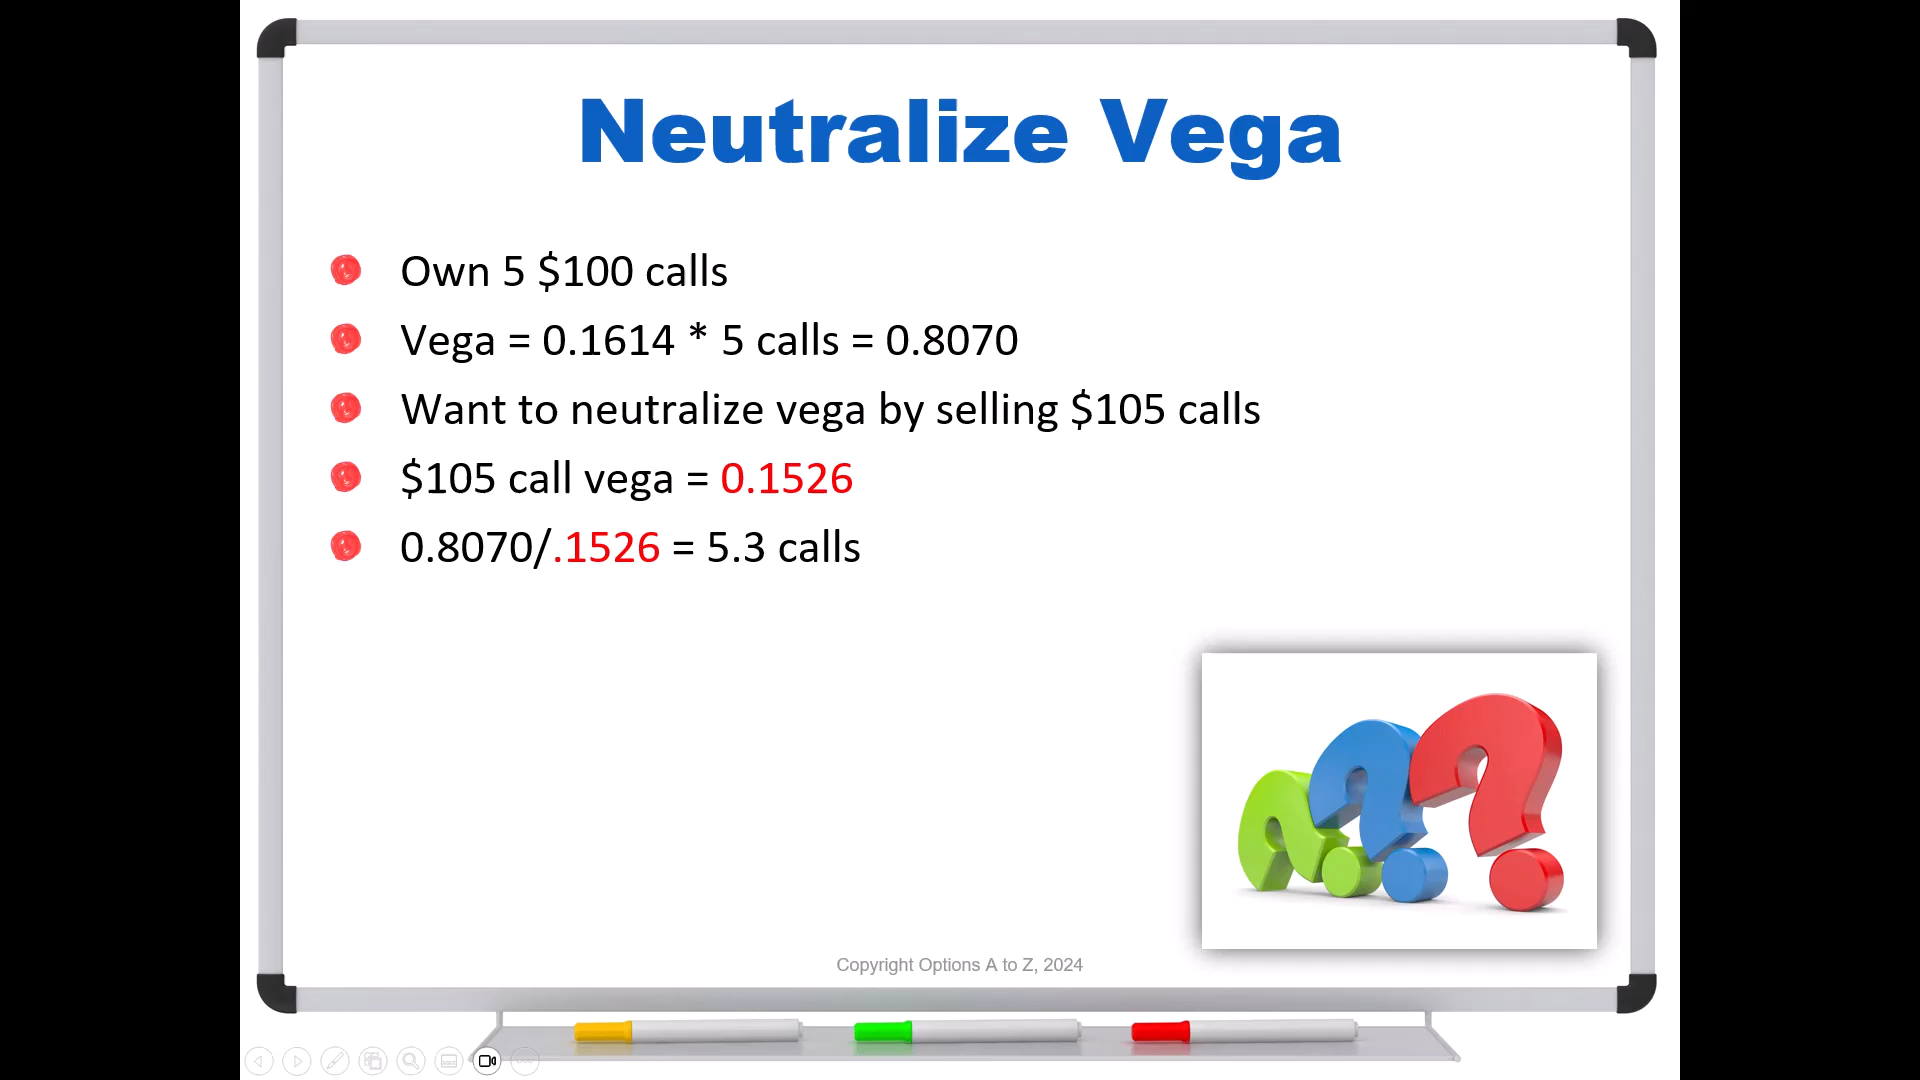 Neutralize Vega
Own 5 $100 calls
Vega = 0.1614 * 5 calls = 0.8070
Want to neutralize vega by selling $105 calls
$105 call vega = 0.1526
0.8070/.1526 = 5.3 calls
Copyright Options A to Z, 2024